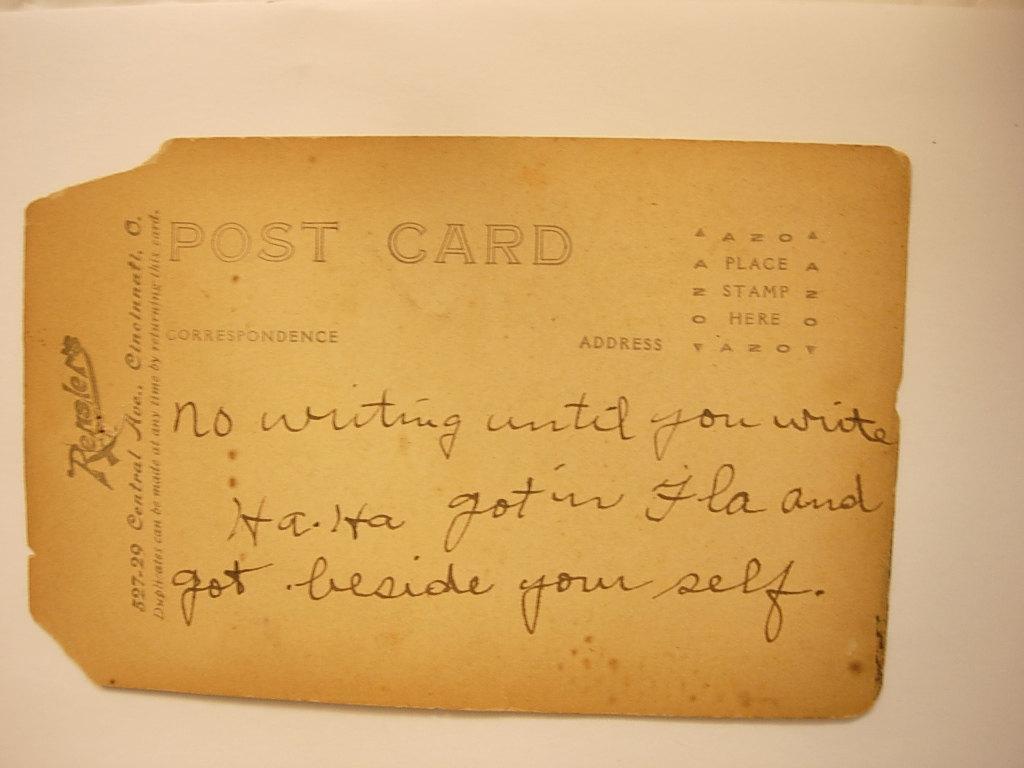 POST CARD
CORRESPONDENCE
ADDRESS
AZO
A PLACE A
Z STAMP Z
O HERE O
AZO
no writing until you write
Ha. Ha got in Fla and
got beside your self.
527-29 Central Ave., Cincinnati, O.
Duplicates can be made at any time by returning this card.